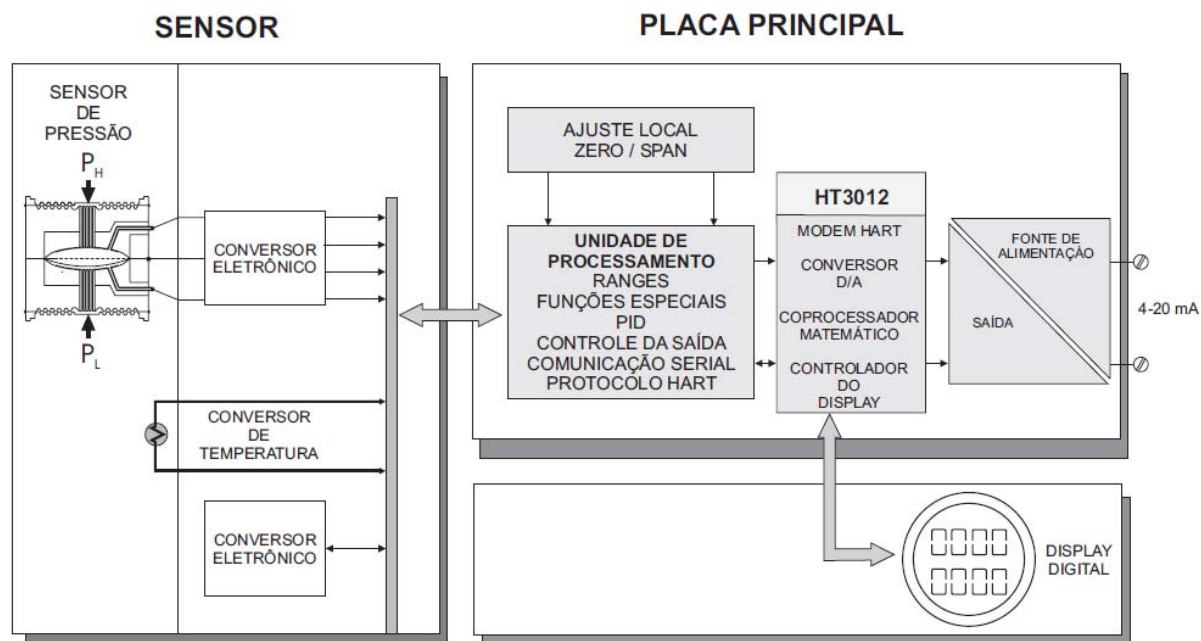 SENSOR
PLACA PRINCIPAL
SENSOR
DE
PRESSÃO
P_H
P_L
CONVERSOR
ELETRÔNICO
CONVERSOR
DE
TEMPERATURA
CONVERSOR
ELETRÔNICO
AJUSTE LOCAL
ZERO / SPAN
UNIDADE DE
PROCESSAMENTO
RANGES
FUNÇÕES ESPECIAIS
PID
CONTROLE DA SAÍDA
COMUNICAÇÃO SERIAL
PROTOCOLO HART
HT3012
MODEM HART
CONVERSOR
D/A
COPROCESSADOR
MATEMÁTICO
CONTROLADOR
DO
DISPLAY
FONTE DE
ALIMENTAÇÃO
SAÍDA
4-20 mA
DISPLAY
DIGITAL